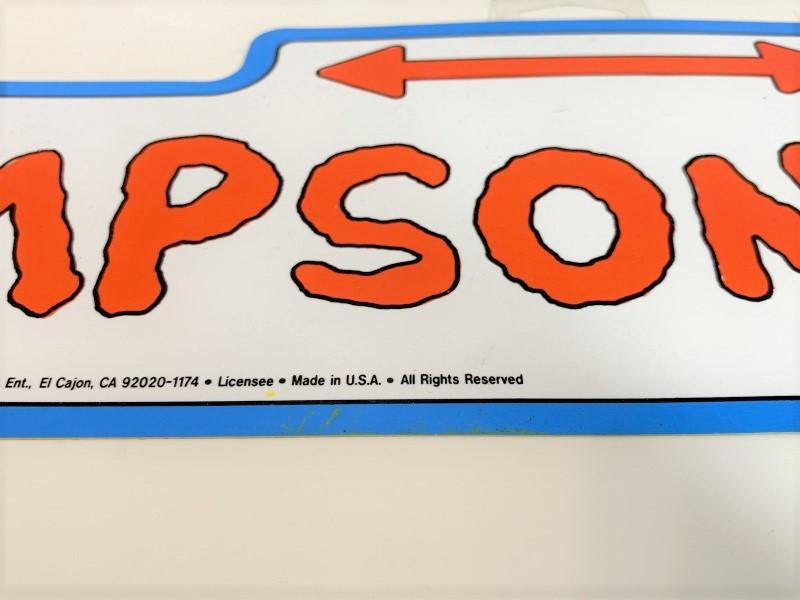 MPSON
Ent., El Cajon, CA 92020-1174 • Licensee • Made in U.S.A. • All Rights Reserved